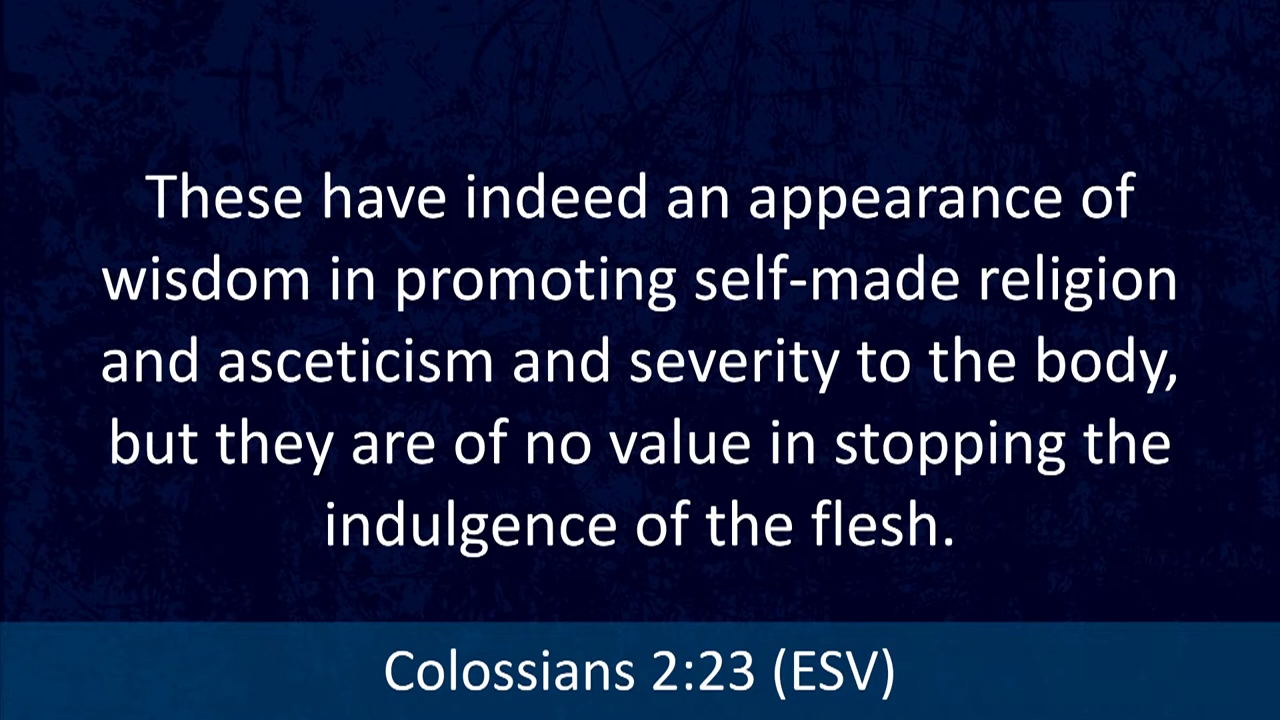 These have indeed an appearance of
wisdom in promoting self-made religion
and asceticism and severity to the body,
but they are of no value in stopping the
indulgence of the flesh.
Colossians 2:23 (ESV)